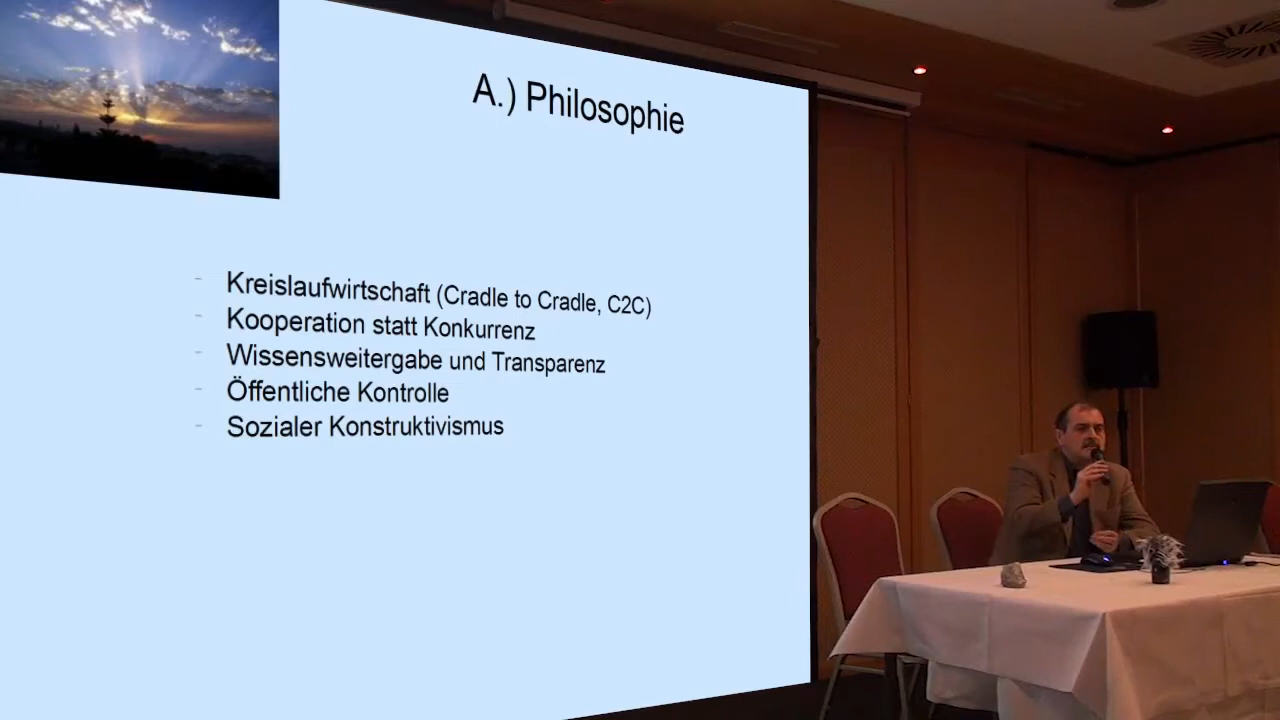 A.) Philosophie
- Kreislaufwirtschaft (Cradle to Cradle, C2C)
- Kooperation statt Konkurrenz
- Wissensweitergabe und Transparenz
- Öffentliche Kontrolle
- Sozialer Konstruktivismus